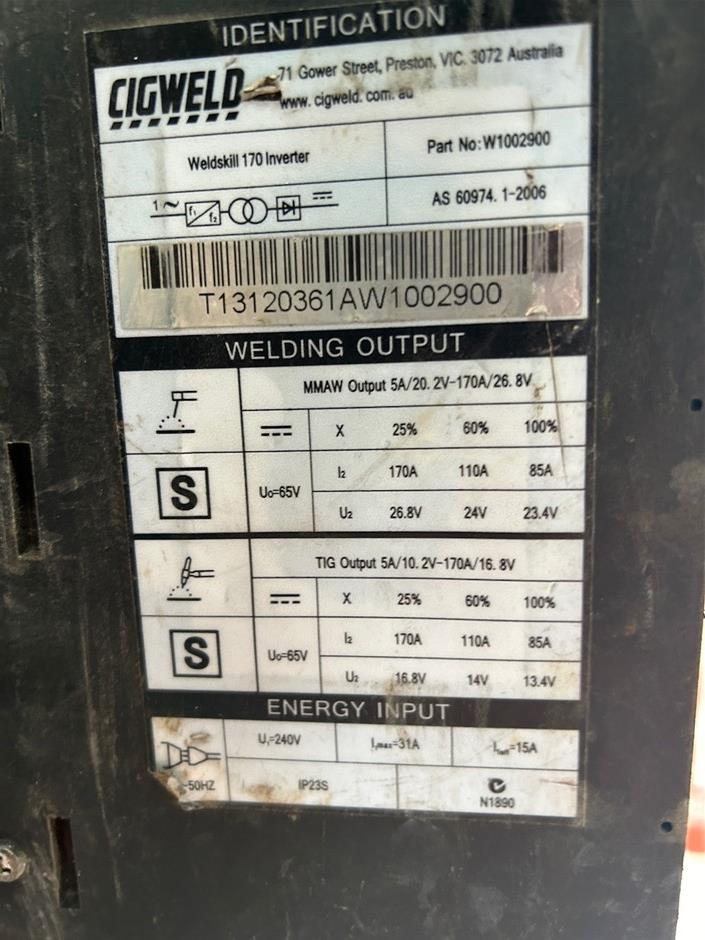 IDENTIFICATION
CIGWELD
71 Gower Street, Preston, VIC. 3072 Australia
www. cigweld. com. au
Weldskill 170 Inverter
Part No: W1002900
1~ f₁ f₂
AS 60974. 1-2006
T13120361AW1002900
WELDING OUTPUT
MMAW Output 5A/20. 2V-170A/26. 8V
X 25% 60% 100%
S
U₀=65V
I₂ 170A 110A 85A
U₂ 26.8V 24V 23.4V
TIG Output 5A/10. 2V-170A/16. 8V
X 25% 60% 100%
S
U₀=65V
I₂ 170A 110A 85A
U₂ 16.8V 14V 13.4V
ENERGY INPUT
U₁=240V I₁max=31A I₁eff=15A
~50HZ IP23S
N1890